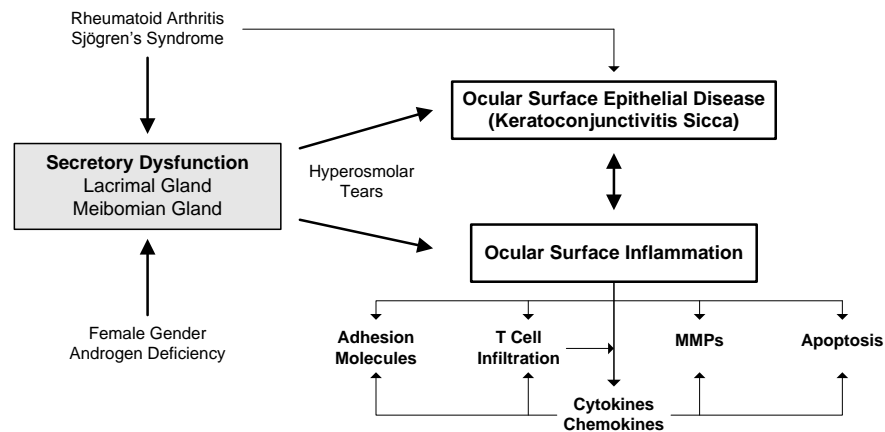 Rheumatoid Arthritis
Sjögren's Syndrome
Ocular Surface Epithelial Disease
(Keratoconjunctivitis Sicca)
Secretory Dysfunction
Lacrimal Gland
Meibomian Gland
Hyperosmolar
Tears
Ocular Surface Inflammation
Female Gender
Androgen Deficiency
Adhesion
Molecules
T Cell
Infiltration
MMPs
Apoptosis
Cytokines
Chemokines